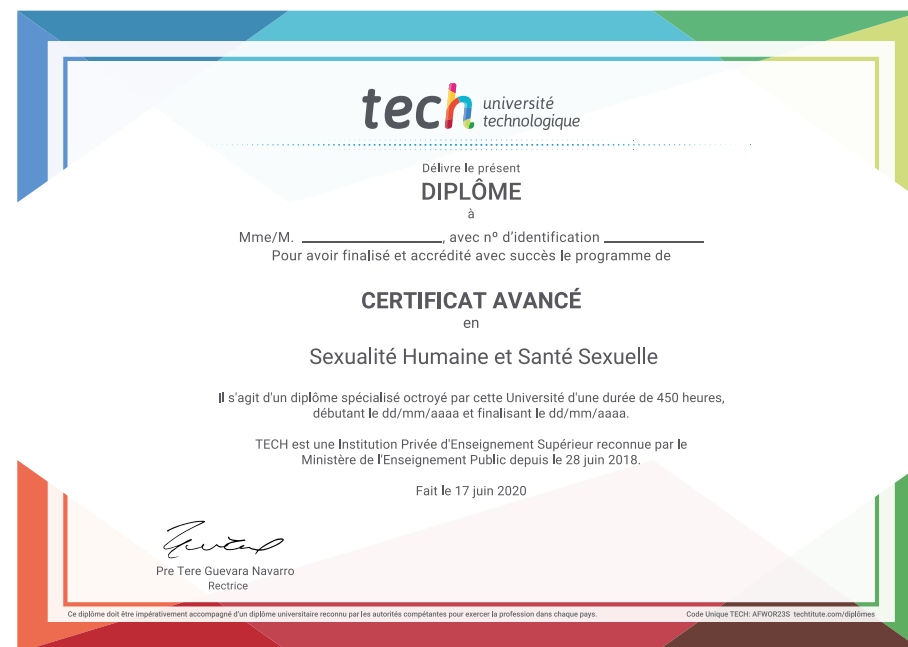 tech université
technologique
Délivre le présent
DIPLÔME
à
Mme/M. ____________, avec nº d'identification ____________
Pour avoir finalisé et accrédité avec succès le programme de
CERTIFICAT AVANCÉ
en
Sexualité Humaine et Santé Sexuelle
Il s'agit d'un diplôme spécialisé octroyé par cette Université d'une durée de 450 heures,
débutant le dd/mm/aaaa et finalisant le dd/mm/aaaa.
TECH est une Institution Privée d'Enseignement Supérieur reconnue par le
Ministère de l'Enseignement Public depuis le 28 juin 2018.
Fait le 17 juin 2020
Pre Tere Guevara Navarro
Rectrice
Ce diplôme doit être impérativement accompagné d'un diplôme universitaire reconnu par les autorités compétentes pour exercer la profession dans chaque pays.
Code Unique TECH: AFWOR23S techtitute.com/diplômes